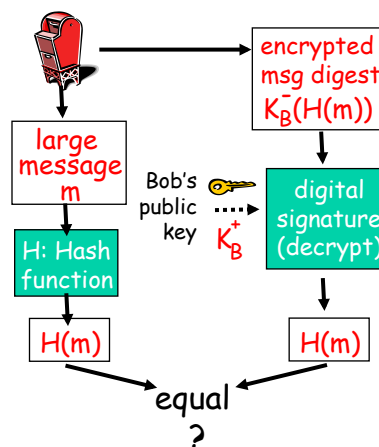 encrypted
msg digest
K_B^-(H(m))
large
message
m
H: Hash
function
H(m)
Bob's
public
key
K_B^+
digital
signature
(decrypt)
H(m)
equal
?